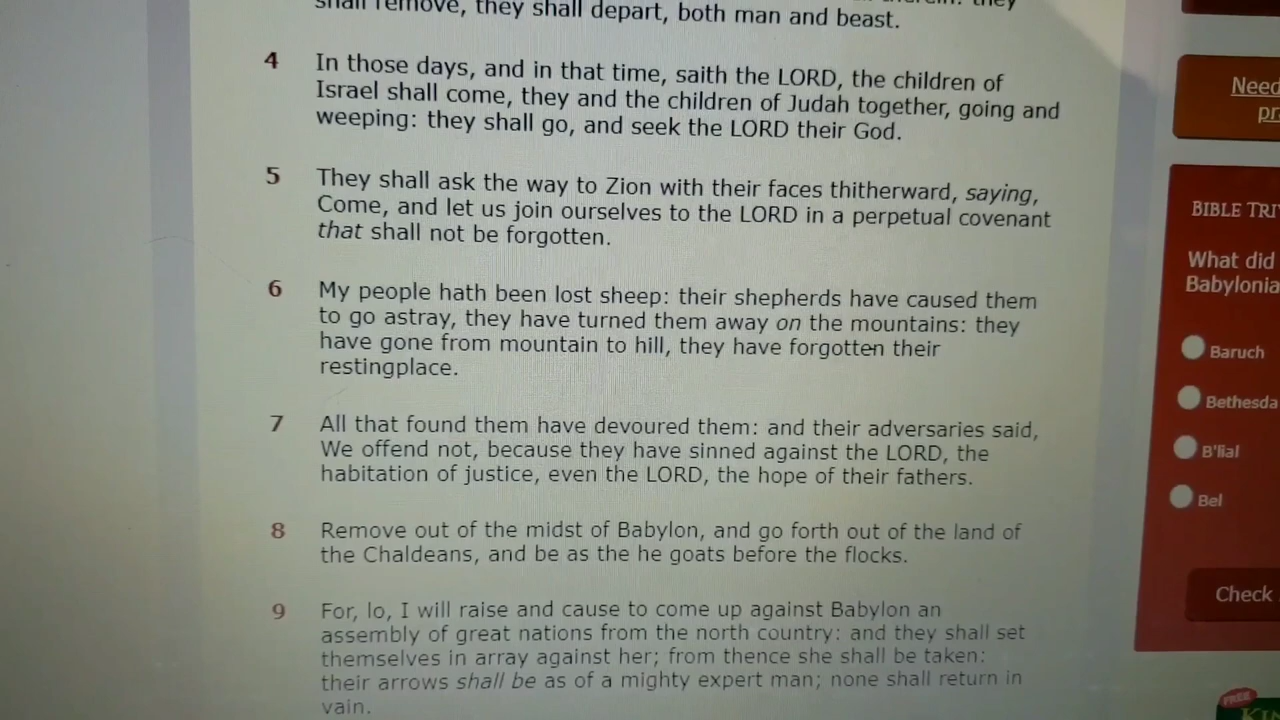 shall remove, they shall depart, both man and beast.
4 In those days, and in that time, saith the LORD, the children of
Israel shall come, they and the children of Judah together, going and
weeping: they shall go, and seek the LORD their God.
5 They shall ask the way to Zion with their faces thitherward, saying,
Come, and let us join ourselves to the LORD in a perpetual covenant
that shall not be forgotten.
6 My people hath been lost sheep: their shepherds have caused them
to go astray, they have turned them away on the mountains: they
have gone from mountain to hill, they have forgotten their
restingplace.
7 All that found them have devoured them: and their adversaries said,
We offend not, because they have sinned against the LORD, the
habitation of justice, even the LORD, the hope of their fathers.
8 Remove out of the midst of Babylon, and go forth out of the land of
the Chaldeans, and be as the he goats before the flocks.
9 For, lo, I will raise and cause to come up against Babylon an
assembly of great nations from the north country: and they shall set
themselves in array against her; from thence she shall be taken:
their arrows shall be as of a mighty expert man; none shall return in
vain.
Need
BIBLE
What did
Baruch
Bethesda
B'lial
Bel
Check
FREE